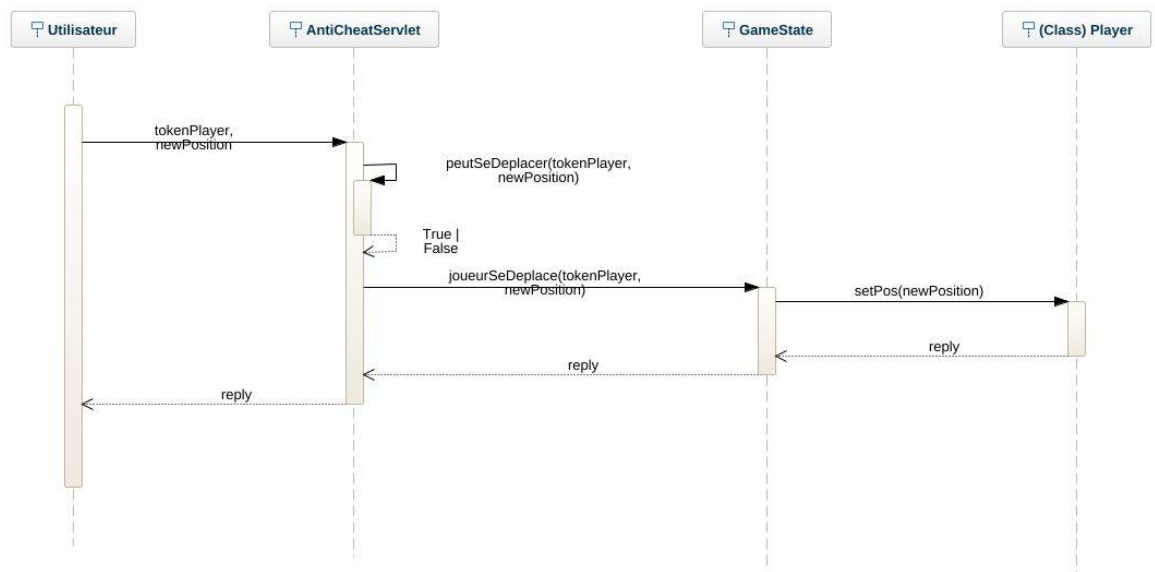 Utilisateur
AntiCheatServlet
GameState
(Class) Player
tokenPlayer,
newPosition
peutSeDeplacer(tokenPlayer,
newPosition)
True |
False
joueurSeDeplace(tokenPlayer,
newPosition)
setPos(newPosition)
reply
reply
reply